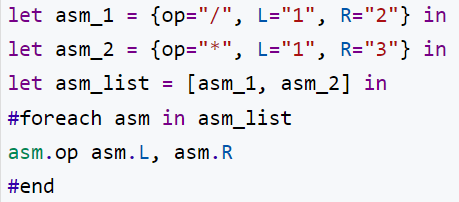 let asm_1 = {op="/", L="1", R="2"} in
let asm_2 = {op="*", L="1", R="3"} in
let asm_list = [asm_1, asm_2] in
#foreach asm in asm_list
asm.op asm.L, asm.R
#end